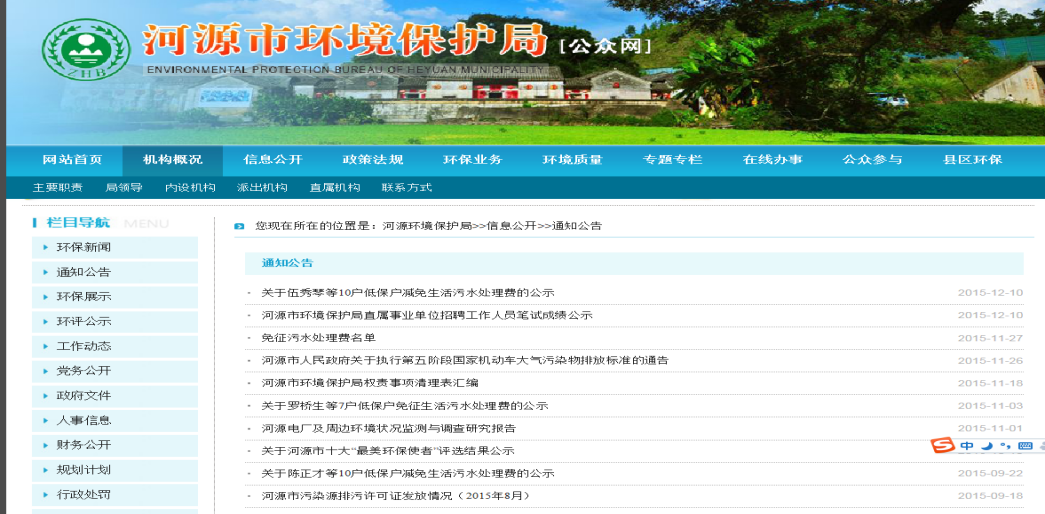 河源市环境保护局 [公众网]
ZHB
ENVIRONMENTAL PROTECTION BUREAU OF HEYUAN MUNICIPALITY
网站首页 机构概况 信息公开 政策法规 环保业务 环境质量 专题专栏 在线办事 公众参与 县区环保
主要职责 局领导 内设机构 派出机构 直属机构 联系方式
栏目导航 MENU
环保新闻
通知公告
环保展示
环评公示
工作动态
党务公开
政府文件
人事信息
财务公开
规划计划
行政处罚
您现在所在的位置是：河源环境保护局>>信息公开>>通知公告
通知公告
关于伍秀琴等10户低保户减免生活污水处理费的公示 2015-12-10
河源市环境保护局直属事业单位招聘工作人员笔试成绩公示 2015-12-10
免征污水处理费名单 2015-11-27
河源市人民政府关于执行第五阶段国家机动车大气污染物排放标准的通告 2015-11-26
河源市环境保护局权责事项清理表汇编 2015-11-18
关于罗桥生等7户低保户免征生活污水处理费的公示 2015-11-03
河源电厂及周边环境状况监测与调查研究报告 2015-11-01
关于河源市十大“最美环保使者”评选结果公示
中
关于陈正才等10户低保户减免生活污水处理费的公示 2015-09-22
河源市污染源排污许可证发放情况（2015年8月） 2015-09-18